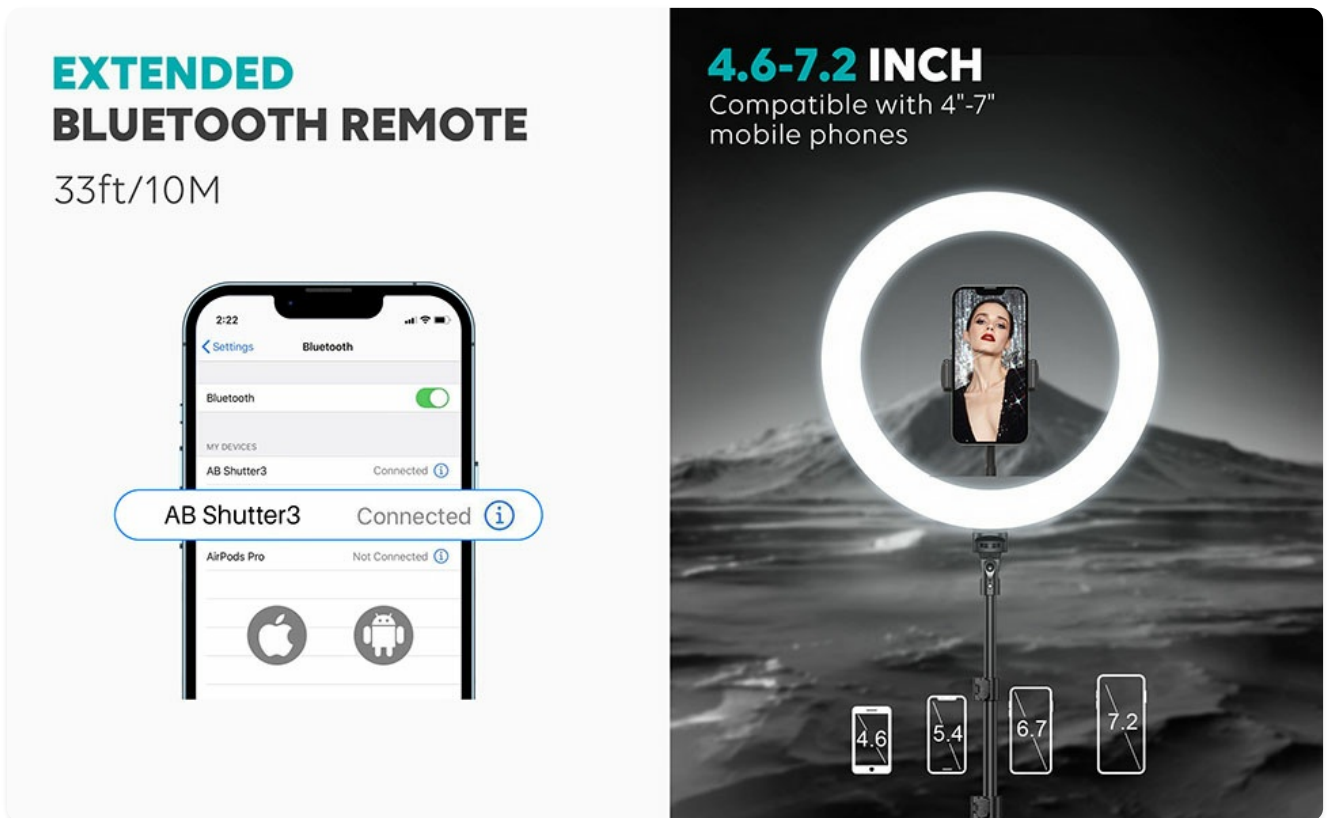 EXTENDED
BLUETOOTH REMOTE
33ft/10M
2:22
Settings
Bluetooth
Bluetooth
MY DEVICES
AB Shutter3 Connected
AB Shutter3 Connected
AirPods Pro Not Connected
4.6-7.2 INCH
Compatible with 4"-7"
mobile phones
4.6
5.4
6.7
7.2